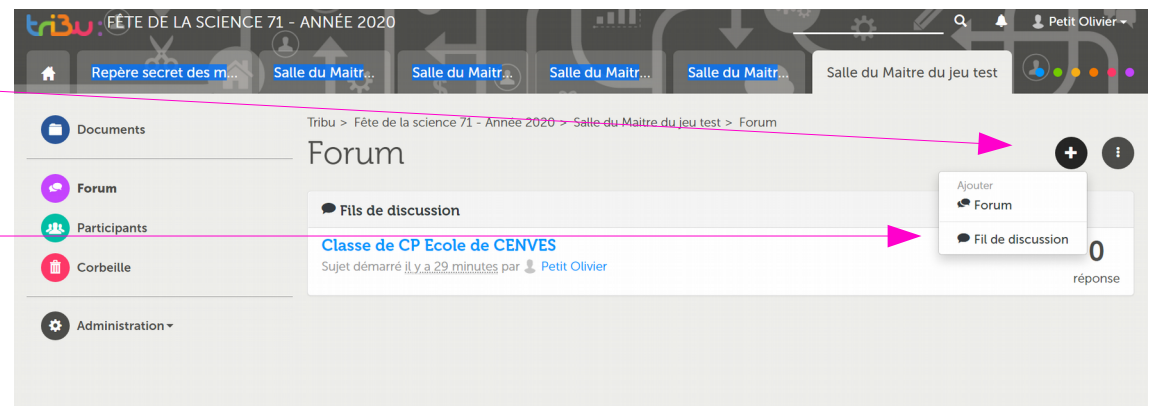 tribu : FÊTE DE LA SCIENCE 71 - ANNÉE 2020
Petit Olivier
Repère secret des m...
Salle du Maitr...
Salle du Maitr...
Salle du Maitr...
Salle du Maitr...
Salle du Maitre du jeu test
Documents
Forum
Participants
Corbeille
Administration
Tribu > Fête de la science 71 - Année 2020 > Salle du Maitre du jeu test > Forum
Forum
Ajouter
Forum
Fil de discussion
Fils de discussion
Classe de CP Ecole de CENVES
Sujet démarré il y a 29 minutes par Petit Olivier
0
réponse